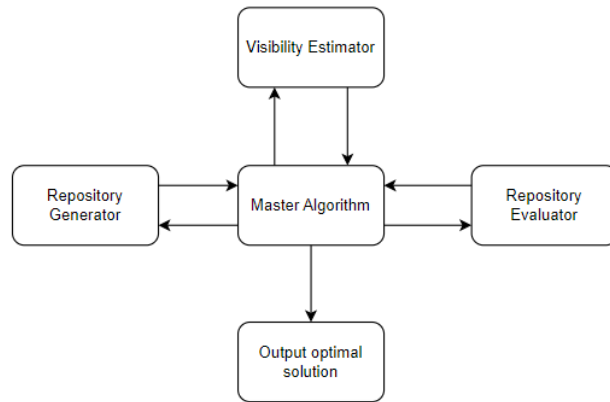 Visibility Estimator
Repository
Generator
Master Algorithm
Repository
Evaluator
Output optimal
solution